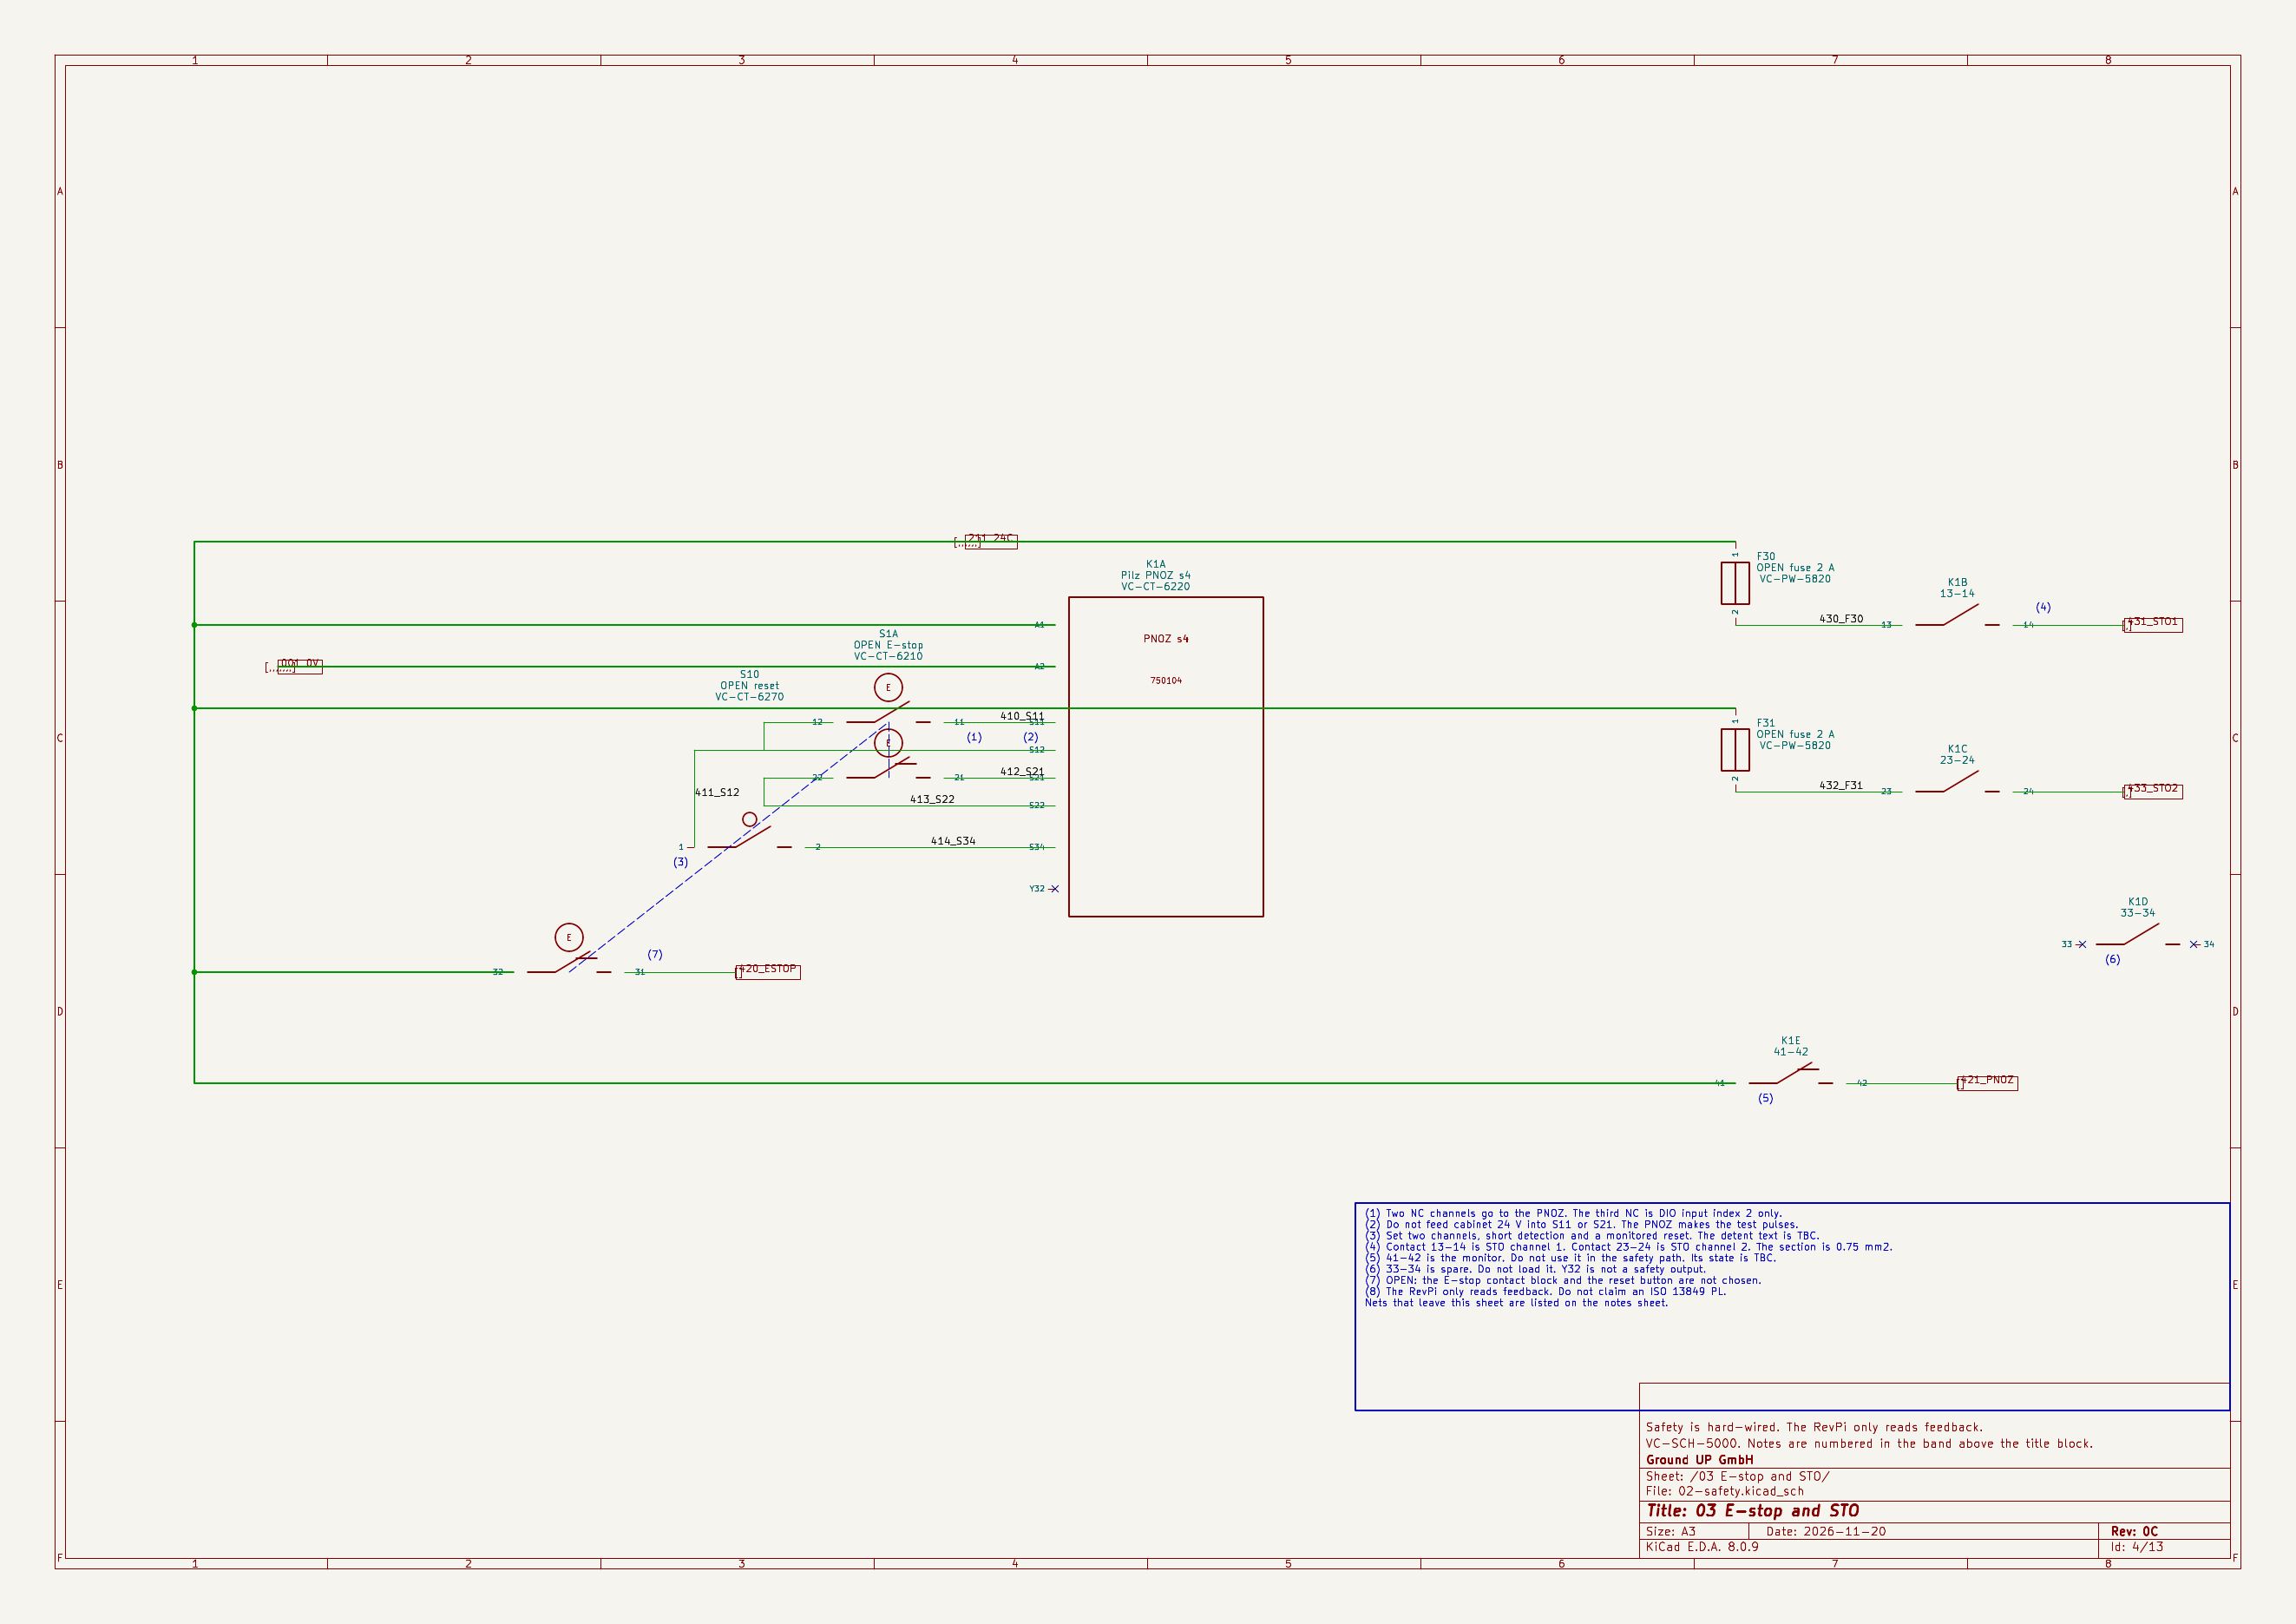 1 2 3 4 5 6 7 8
A A
B B
211_24C
K1A
Pilz PNOZ s4
VC-CT-6220
1
F30
OPEN fuse 2 A
VC-PW-5820
2
K1B
13-14
(4)
A1
430_F30
13
14
431_STO1
S1A
OPEN E-stop
VC-CT-6210
PNOZ s4
001_0V
A2
S10
OPEN reset
VC-CT-6270
750104
E
12
11
410_S11
S11
(1)
(2)
1
F31
OPEN fuse 2 A
VC-PW-5820
2
C C
E
S12
K1C
23-24
22
21
412_S21
S21
411_S12
413_S22
S22
432_F31
23
24
433_STO2
1
2
414_S34
S34
(3)
Y32
K1D
33-34
33
34
(6)
E
(7)
32
31
420_ESTOP
D D
K1E
41-42
41
42
421_PNOZ
(5)
(1) Two NC channels go to the PNOZ. The third NC is DIO input index 2 only.
(2) Do not feed cabinet 24 V into S11 or S21. The PNOZ makes the test pulses.
(3) Set two channels, short detection and a monitored reset. The detent text is TBC.
(4) Contact 13-14 is STO channel 1. Contact 23-24 is STO channel 2. The section is 0.75 mm2.
(5) 41-42 is the monitor. Do not use it in the safety path. Its state is TBC.
(6) 33-34 is spare. Do not load it. Y32 is not a safety output.
(7) OPEN: the E-stop contact block and the reset button are not chosen.
(8) The RevPi only reads feedback. Do not claim an ISO 13849 PL.
Nets that leave this sheet are listed on the notes sheet.
E E
Safety is hard-wired. The RevPi only reads feedback.
VC-SCH-5000. Notes are numbered in the band above the title block.
Ground UP GmbH
Sheet: /03 E-stop and STO/
File: 02-safety.kicad_sch
Title: 03 E-stop and STO
Size: A3 Date: 2026-11-20 Rev: 0C
KiCad E.D.A. 8.0.9 Id: 4/13
F F
1 2 3 4 5 6 7 8